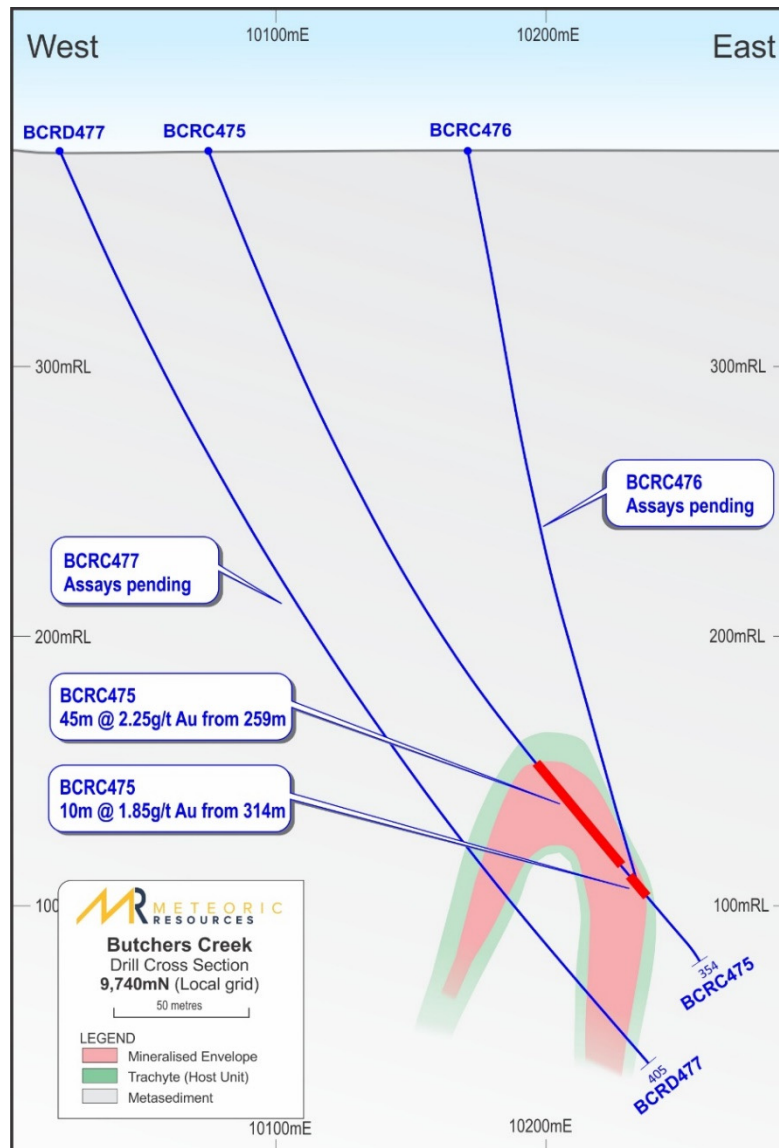 10100mE
10200mE
West
East
BCRD477
BCRC475
BCRC476
300mRL
300mRL
BCRC476
Assays pending
BCRC477
Assays pending
200mRL
200mRL
BCRC475
45m @ 2.25g/t Au from 259m
BCRC475
10m @ 1.85g/t Au from 314m
100mRL
METEORIC
RESOURCES
Butchers Creek
Drill Cross Section
9,740mN (Local grid)
50 metres
LEGEND
Mineralised Envelope
Trachyte (Host Unit)
Metasediment
354
BCRC475
405
BCRD477
10100mE
10200mE